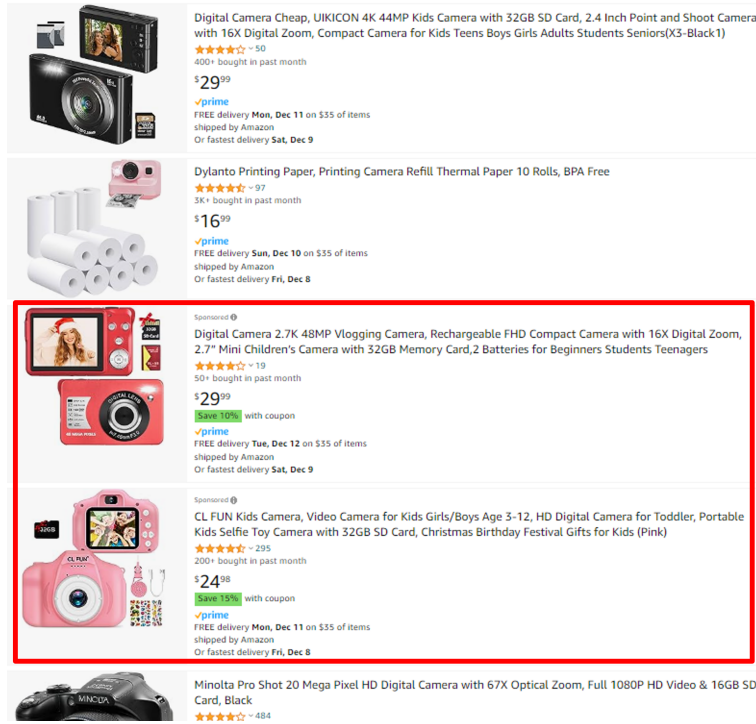 Digital Camera Cheap, UIKICON 4K 44MP Kids Camera with 32GB SD Card, 2.4 Inch Point and Shoot Camera
with 16X Digital Zoom, Compact Camera for Kids Teens Boys Girls Adults Students Seniors(X3-Black1)
50
400+ bought in past month
$29⁹⁹
prime
FREE delivery Mon, Dec 11 on $35 of items
shipped by Amazon
Or fastest delivery Sat, Dec 9
Dylanto Printing Paper, Printing Camera Refill Thermal Paper 10 Rolls, BPA Free
97
3K+ bought in past month
$16⁹⁹
prime
FREE delivery Sun, Dec 10 on $35 of items
shipped by Amazon
Or fastest delivery Fri, Dec 8
Sponsored
Digital Camera 2.7K 48MP Vlogging Camera, Rechargeable FHD Compact Camera with 16X Digital Zoom,
2.7” Mini Children’s Camera with 32GB Memory Card,2 Batteries for Beginners Students Teenagers
19
50+ bought in past month
$29⁹⁹
Save 10% with coupon
prime
FREE delivery Tue, Dec 12 on $35 of items
shipped by Amazon
Or fastest delivery Sat, Dec 9
DIGITAL LENS
Sponsored
CL FUN Kids Camera, Video Camera for Kids Girls/Boys Age 3-12, HD Digital Camera for Toddler, Portable
Kids Selfie Toy Camera with 32GB SD Card, Christmas Birthday Festival Gifts for Kids (Pink)
295
200+ bought in past month
$24⁹⁸
Save 15% with coupon
prime
FREE delivery Mon, Dec 11 on $35 of items
shipped by Amazon
Or fastest delivery Fri, Dec 8
32GB
CL FUN
Minolta Pro Shot 20 Mega Pixel HD Digital Camera with 67X Optical Zoom, Full 1080P HD Video & 16GB SD
Card, Black
484
MINOLTA